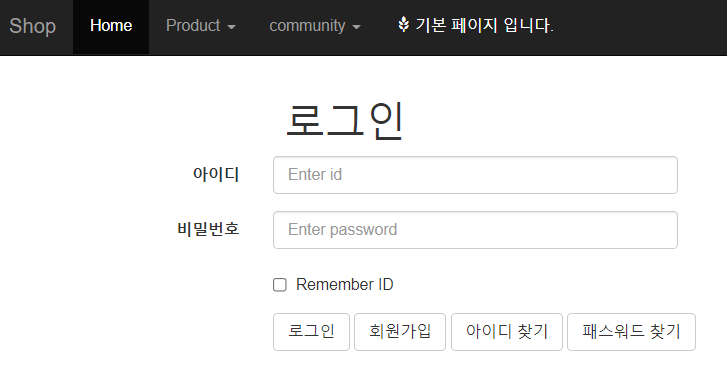 Shop Home Product community 기본 페이지 입니다.
로그인
아이디 Enter id
비밀번호 Enter password
Remember ID
로그인 회원가입 아이디 찾기 패스워드 찾기